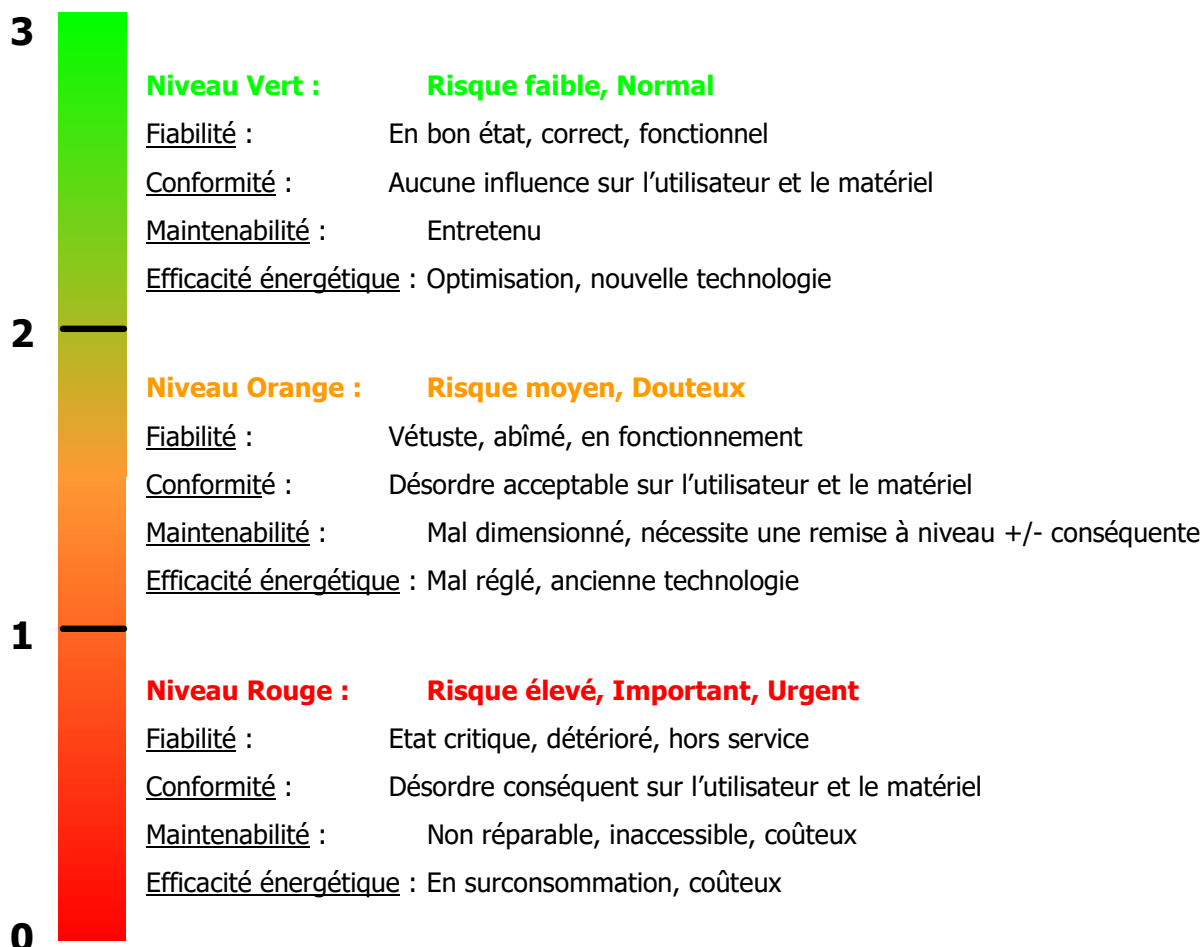 3
Niveau Vert : Risque faible, Normal
Fiabilité : En bon état, correct, fonctionnel
Conformité : Aucune influence sur l’utilisateur et le matériel
Maintenabilité : Entretenu
Efficacité énergétique : Optimisation, nouvelle technologie
2
Niveau Orange : Risque moyen, Douteux
Fiabilité : Vétuste, abîmé, en fonctionnement
Conformité : Désordre acceptable sur l’utilisateur et le matériel
Maintenabilité : Mal dimensionné, nécessite une remise à niveau +/- conséquente
Efficacité énergétique : Mal réglé, ancienne technologie
1
Niveau Rouge : Risque élevé, Important, Urgent
Fiabilité : Etat critique, détérioré, hors service
Conformité : Désordre conséquent sur l’utilisateur et le matériel
Maintenabilité : Non réparable, inaccessible, coûteux
Efficacité énergétique : En surconsommation, coûteux
0